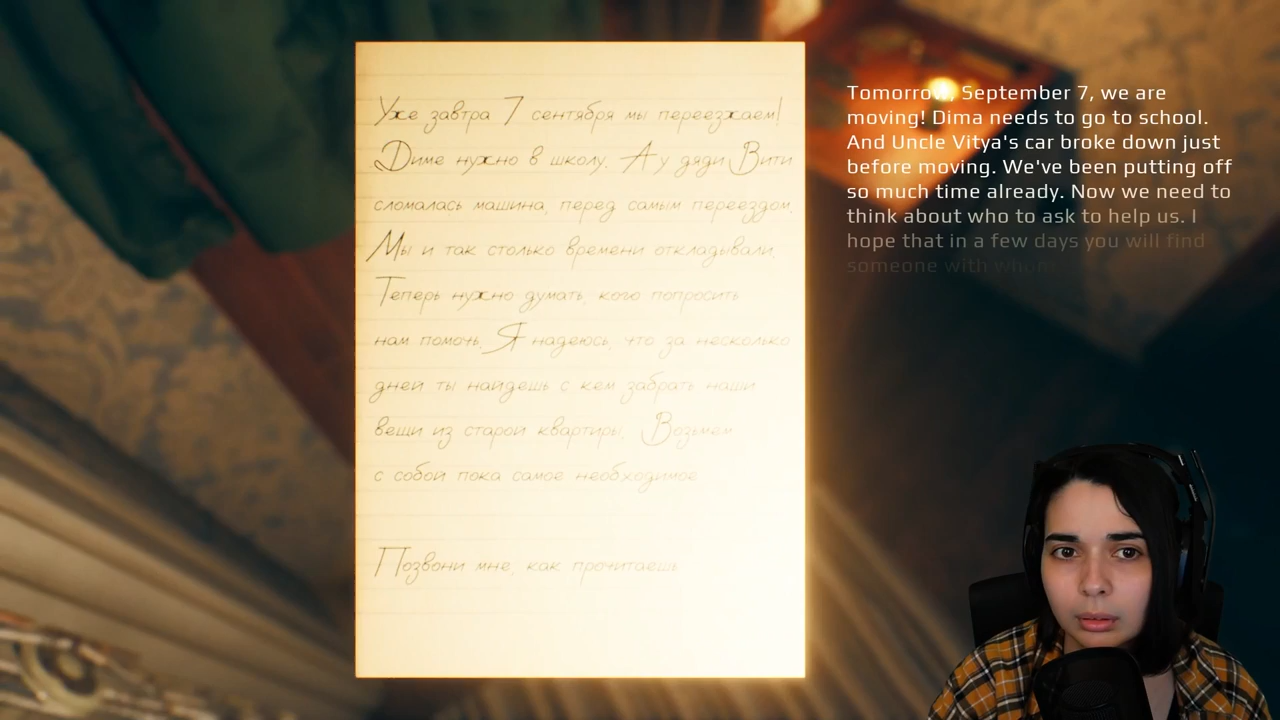 Уже завтра 7 сентября мы переезжаем!
Диме нужно в школу. А у дяди Вити
сломалась машина, перед самым переездом.
Мы и так столько времени откладывали.
Теперь нужно думать, кого попросить
нам помочь. Я надеюсь, что за несколько
дней ты найдешь с кем забрать наши
вещи из старой квартиры. Возьмем
с собой пока самое необходимое
Позвони мне, как прочитаешь
Tomorrow, September 7, we are
moving! Dima needs to go to school.
And Uncle Vitya's car broke down just
before moving. We've been putting off
so much time already. Now we need to
think about who to ask to help us. I
hope that in a few days you will find
someone with whom